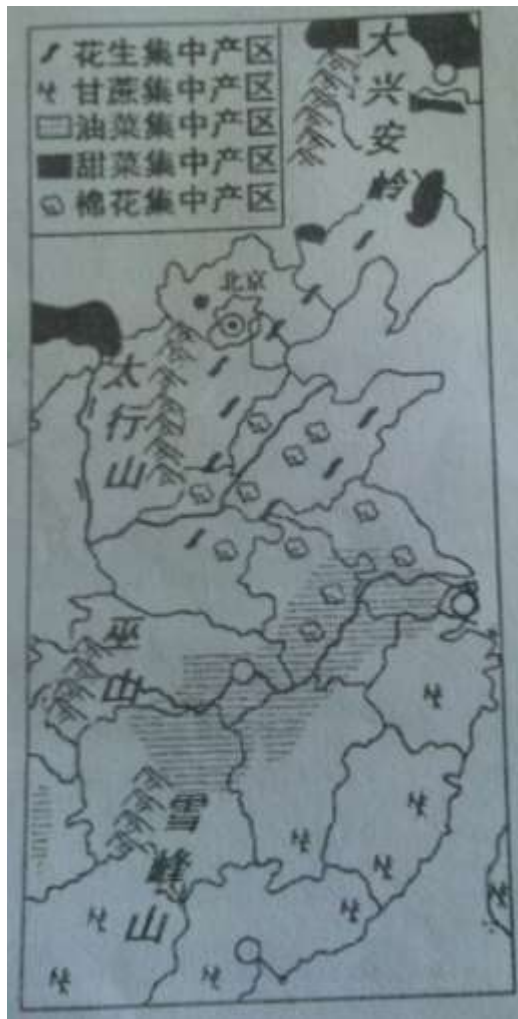 花生集中产区
甘蔗集中产区
油菜集中产区
甜菜集中产区
棉花集中产区
大兴安岭
北京
太行山
巫山
雪峰山